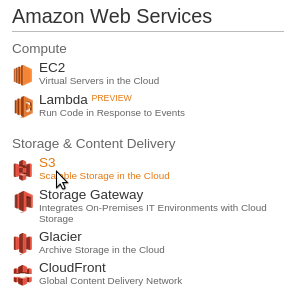 Amazon Web Services
Compute
EC2
Virtual Servers in the Cloud
Lambda PREVIEW
Run Code in Response to Events
Storage & Content Delivery
S3
Scalable Storage in the Cloud
Storage Gateway
Integrates On-Premises IT Environments with Cloud
Storage
Glacier
Archive Storage in the Cloud
CloudFront
Global Content Delivery Network